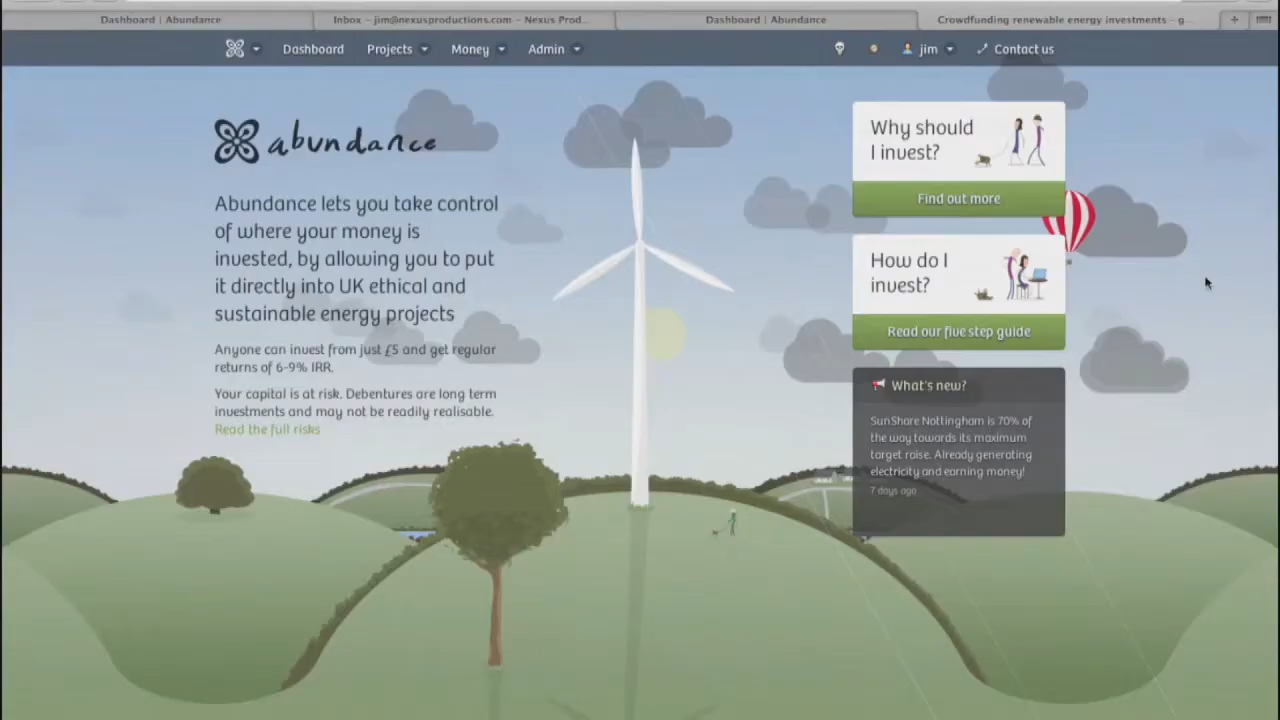 Dashboard | Abundance
Inbox – jim@nexusproductions.com – Nexus Prod...
Dashboard | Abundance
Crowdfunding renewable energy investments – g...
Dashboard Projects Money Admin jim Contact us
abundance
Abundance lets you take control
of where your money is
invested, by allowing you to put
it directly into UK ethical and
sustainable energy projects
Anyone can invest from just £5 and get regular
returns of 6-9% IRR.
Your capital is at risk. Debentures are long term
investments and may not be readily realisable.
Read the full risks
Why should
I invest?
Find out more
How do I
invest?
Read our five step guide
What's new?
SunShare Nottingham is 70% of
the way towards its maximum
target raise. Already generating
electricity and earning money!
7 days ago